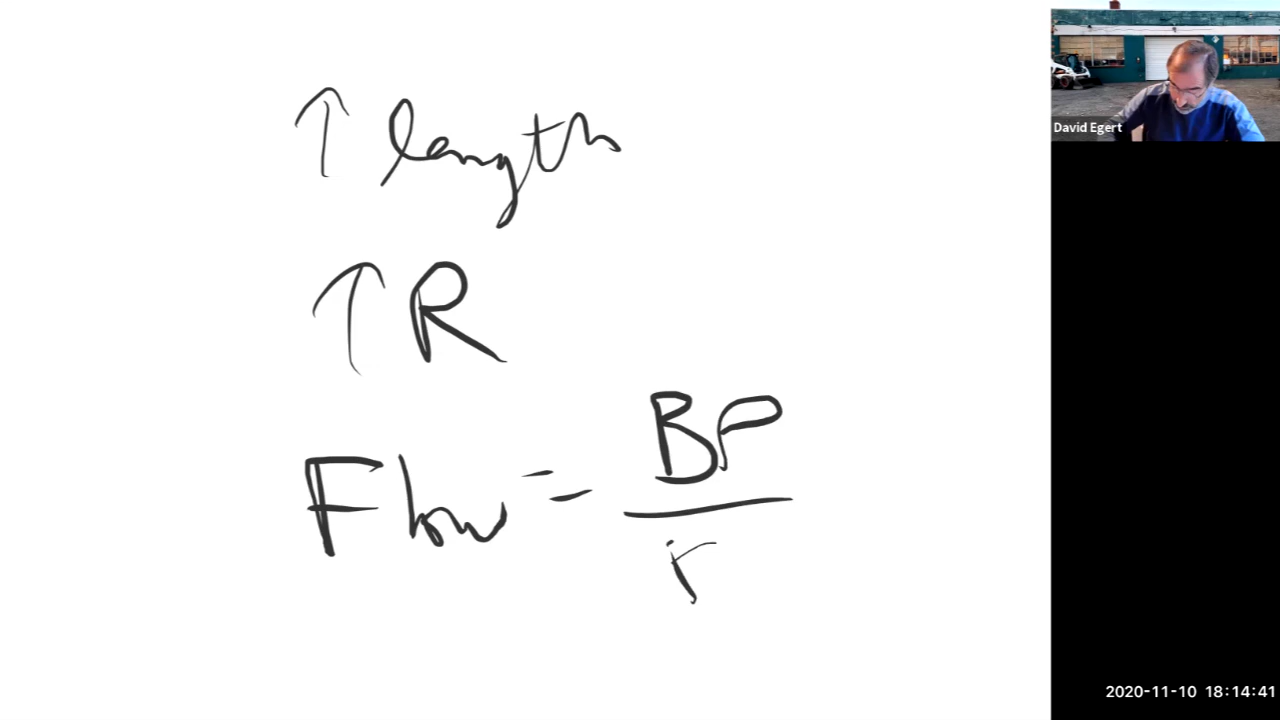 ↑ length
↑ R
Flow = BP
r
David Egert
2020-11-10 18:14:41